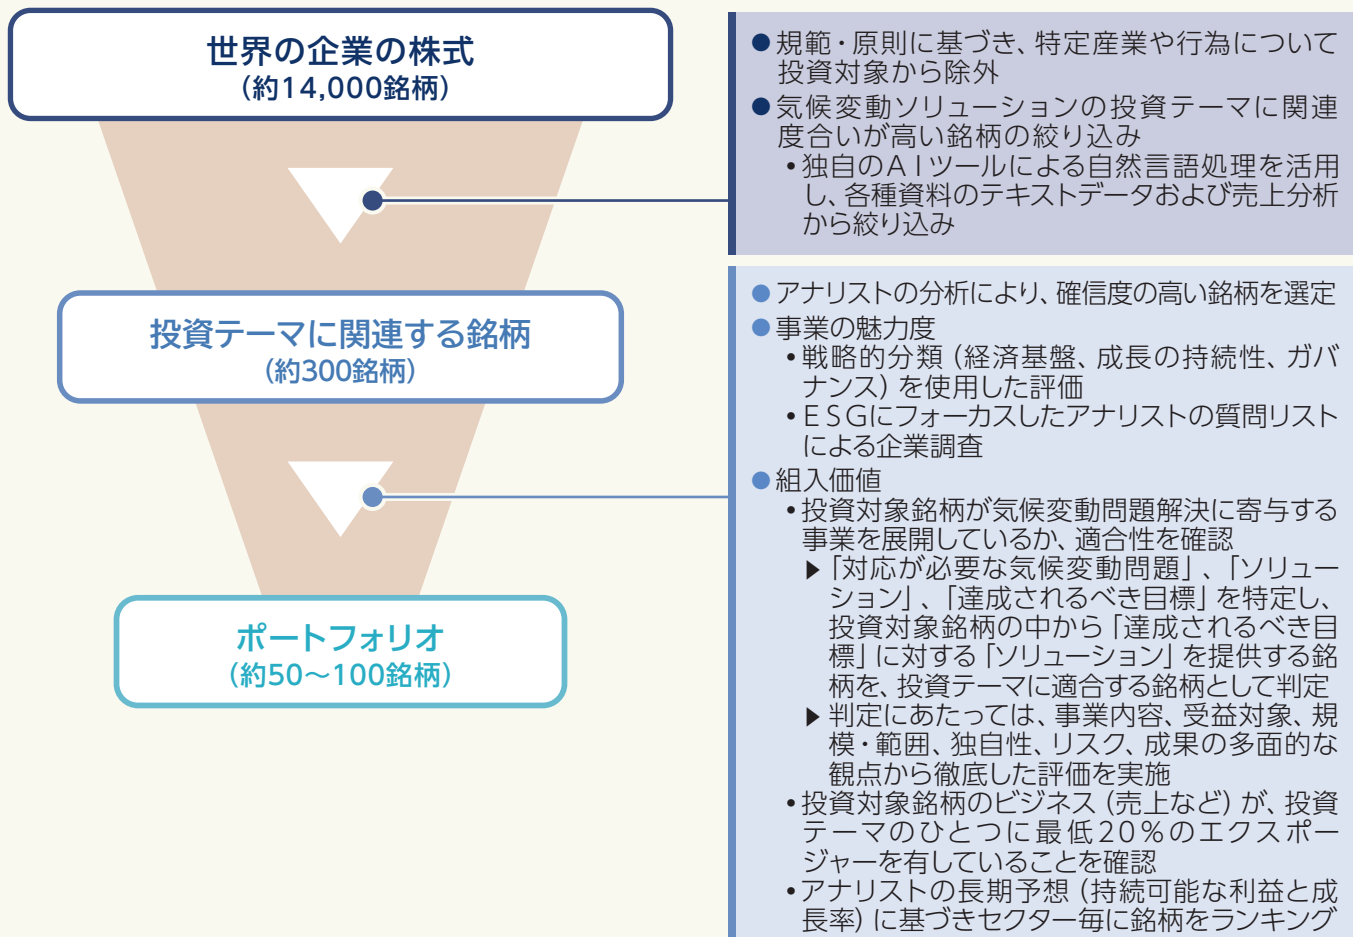 世界の企業の株式
（約14,000銘柄）
●規範・原則に基づき、特定産業や行為について
投資対象から除外
●気候変動ソリューションの投資テーマに関連
度合いが高い銘柄の絞り込み
•独自のAIツールによる自然言語処理を活用
し、各種資料のテキストデータおよび売上分析
から絞り込み
投資テーマに関連する銘柄
（約300銘柄）
●アナリストの分析により、確信度の高い銘柄を選定
●事業の魅力度
•戦略的分類（経済基盤、成長の持続性、ガバ
ナンス）を使用した評価
•ESGにフォーカスしたアナリストの質問リスト
による企業調査
●組入価値
•投資対象銘柄が気候変動問題解決に寄与する
事業を展開しているか、適合性を確認
▶「対応が必要な気候変動問題」、「ソリュー
ション」、「達成されるべき目標」を特定し、
投資対象銘柄の中から「達成されるべき目
標」に対する「ソリューション」を提供する銘
柄を、投資テーマに適合する銘柄として判定
▶判定にあたっては、事業内容、受益対象、規
模・範囲、独自性、リスク、成果の多面的な
観点から徹底した評価を実施
•投資対象銘柄のビジネス（売上など）が、投資
テーマのひとつに最低20％のエクスポー
ジャーを有していることを確認
•アナリストの長期予想（持続可能な利益と成
長率）に基づきセクター毎に銘柄をランキング
ポートフォリオ
（約50～100銘柄）